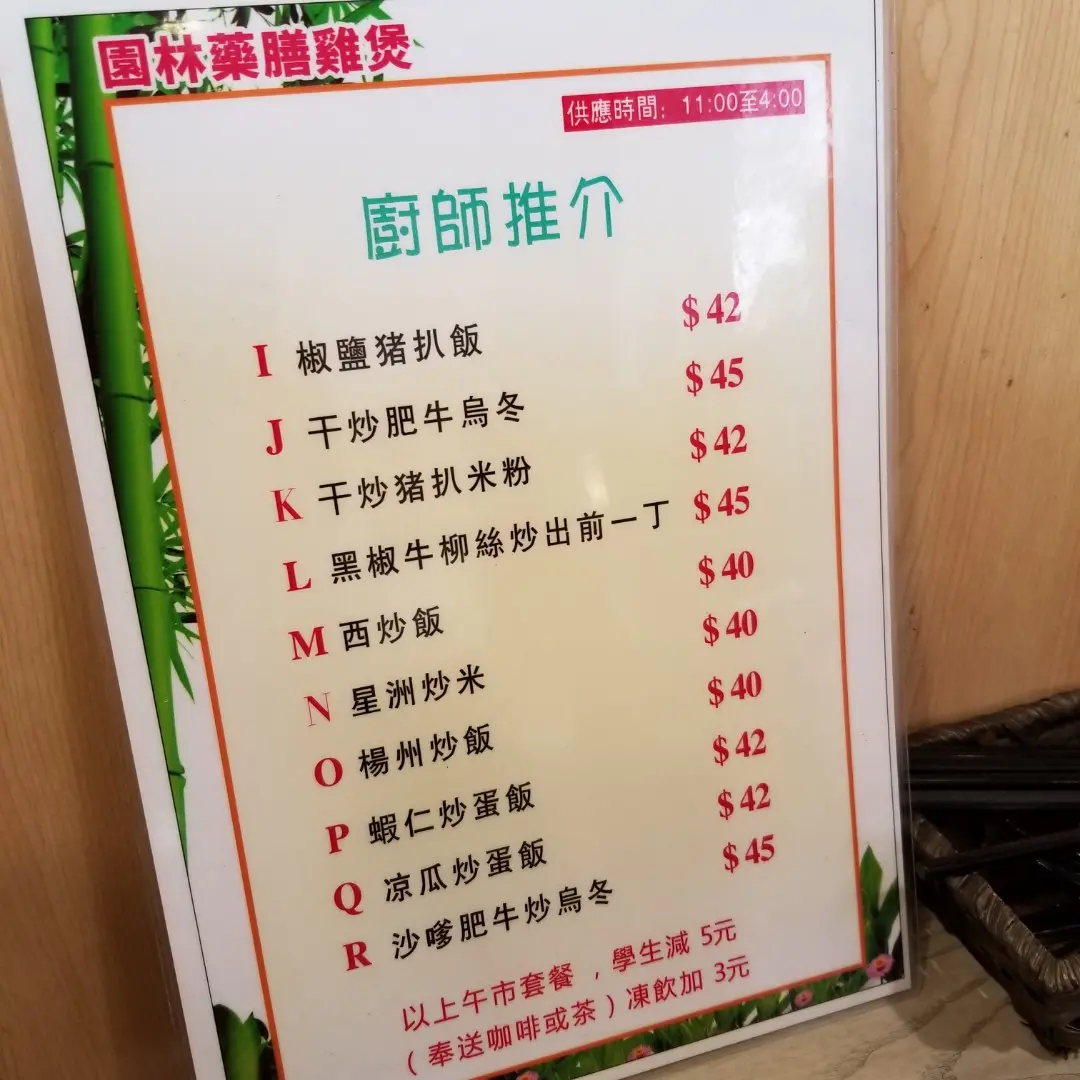 園林藥膳雞煲
供應時間：11:00至4:00
廚師推介
I 椒鹽猪扒飯 $42
J 干炒肥牛烏冬 $45
K 干炒猪扒米粉 $42
L 黑椒牛柳絲炒出前一丁 $45
M 西炒飯 $40
N 星洲炒米 $40
O 楊州炒飯 $40
P 蝦仁炒蛋飯 $42
Q 凉瓜炒蛋飯 $42
R 沙嗲肥牛炒烏冬 $45
以上午市套餐，學生減 5元
(奉送咖啡或茶)凍飲加 3元